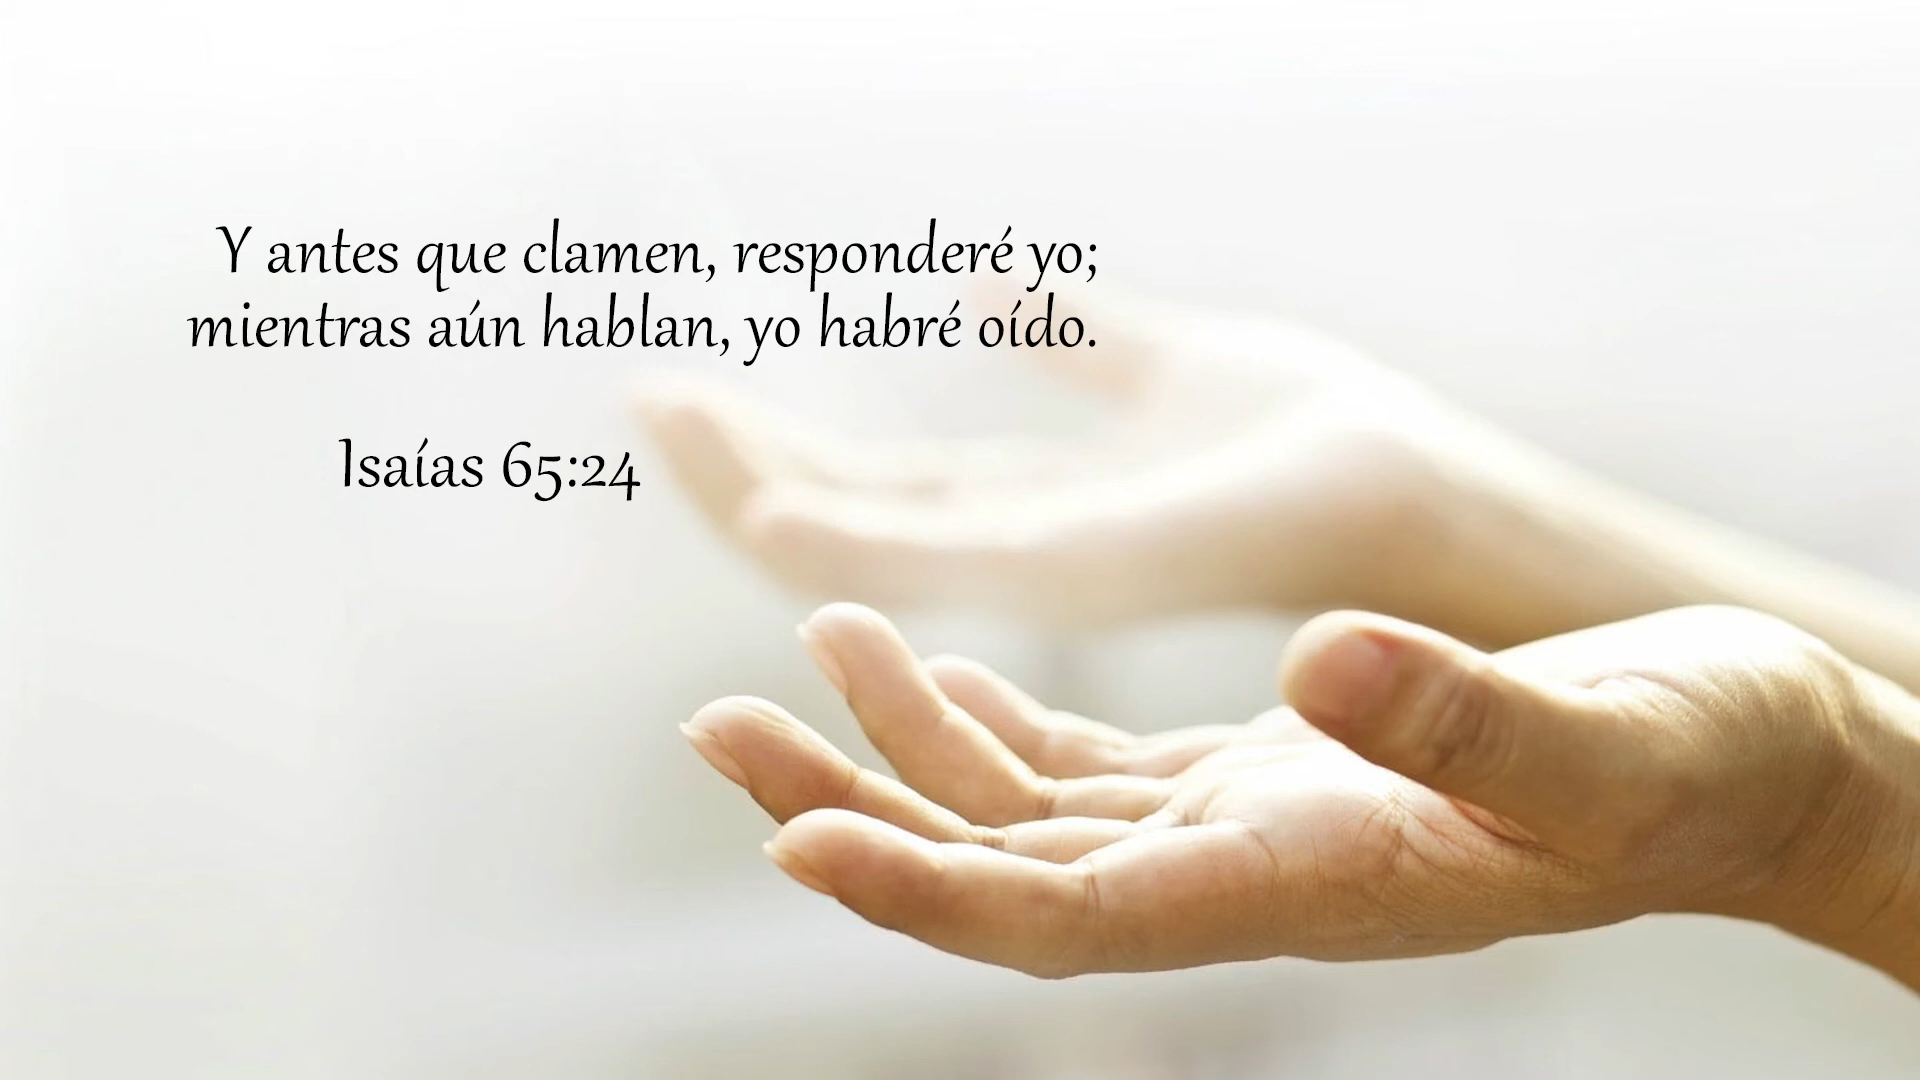 Y antes que clamen, responderé yo;
mientras aún hablan, yo habré oído.
Isaías 65:24